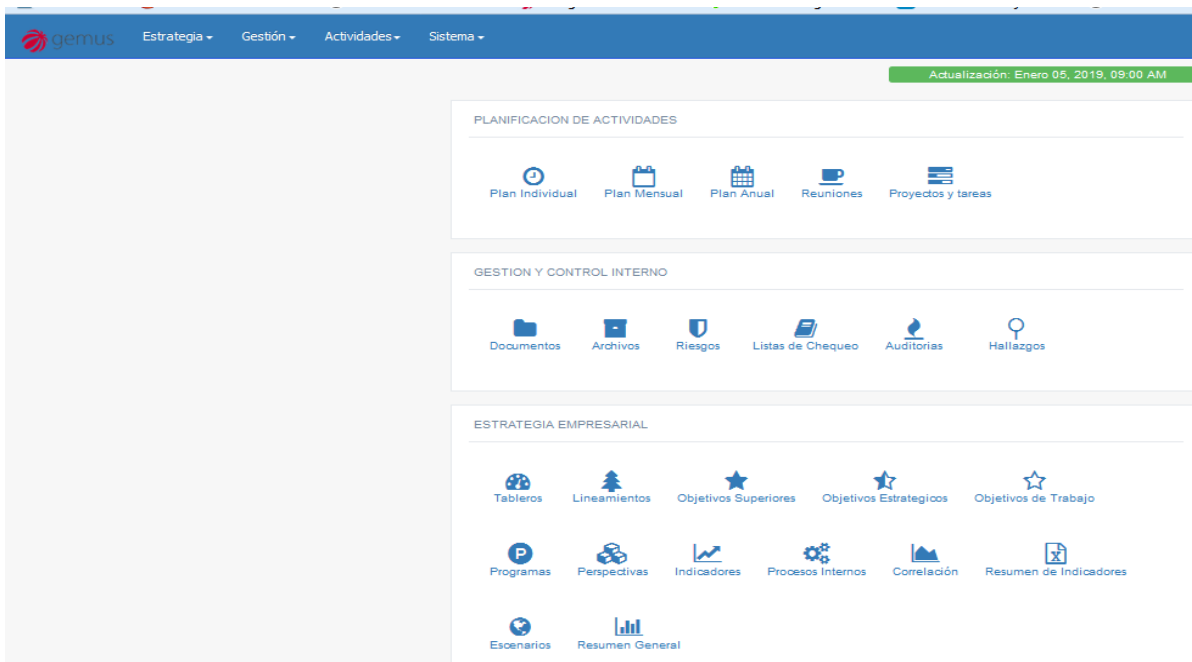 gemus Estrategia Gestión Actividades Sistema
Actualización: Enero 05, 2019, 09:00 AM
PLANIFICACION DE ACTIVIDADES
Plan Individual Plan Mensual Plan Anual Reuniones Proyectos y tareas
GESTION Y CONTROL INTERNO
Documentos Archivos Riesgos Listas de Chequeo Auditorias Hallazgos
ESTRATEGIA EMPRESARIAL
Tableros Lineamientos Objetivos Superiores Objetivos Estrategicos Objetivos de Trabajo
Programas Perspectivas Indicadores Procesos Internos Correlación Resumen de Indicadores
Escenarios Resumen General